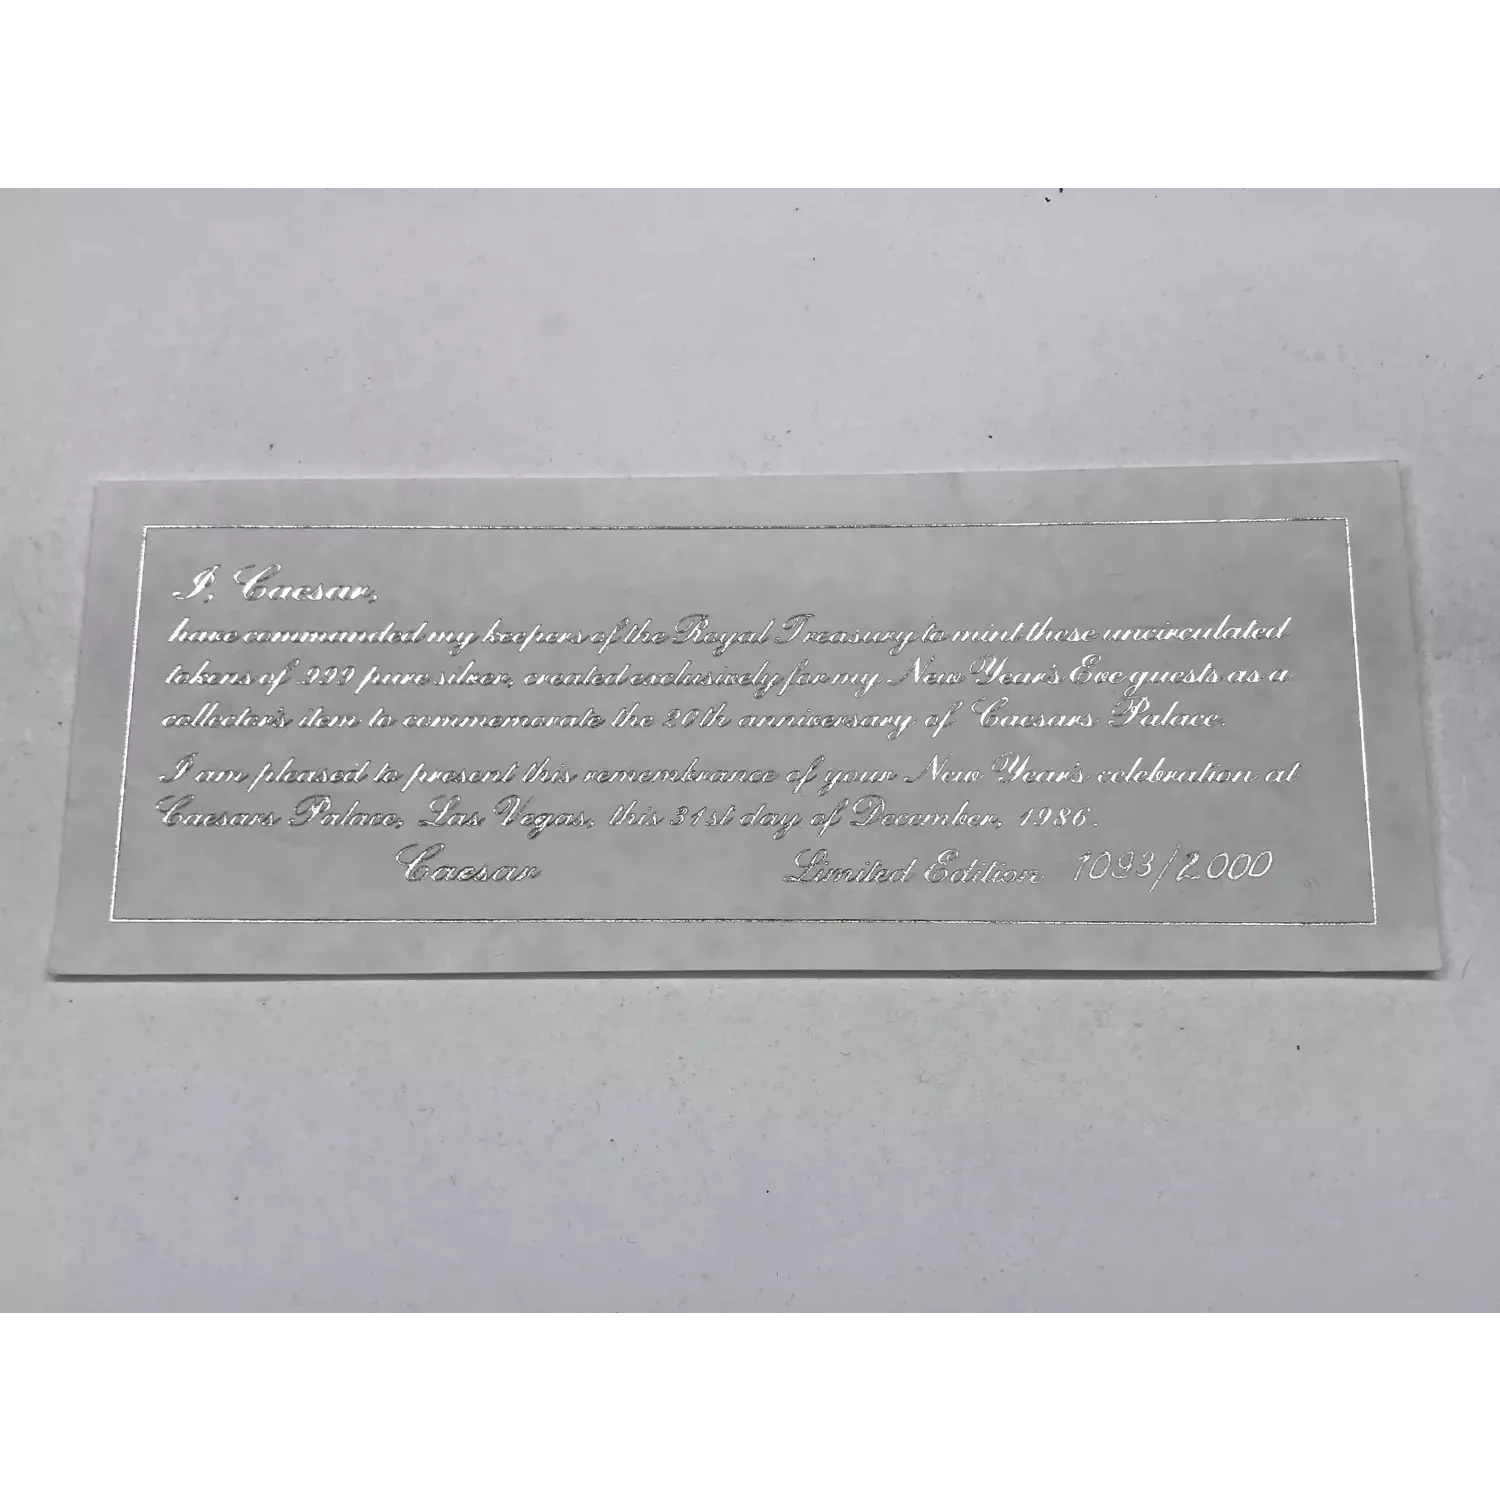 I, Caesar,
have commanded my keepers of the Royal Treasury to mint these uncirculated
tokens of .999 pure silver, created exclusively for my New Year's Eve guests as a
collector's item to commemorate the 20th anniversary of Caesars Palace.
I am pleased to present this remembrance of your New Year's celebration at
Caesars Palace, Las Vegas, this 31st day of December, 1986.
Caesar Limited Edition 1093/2000